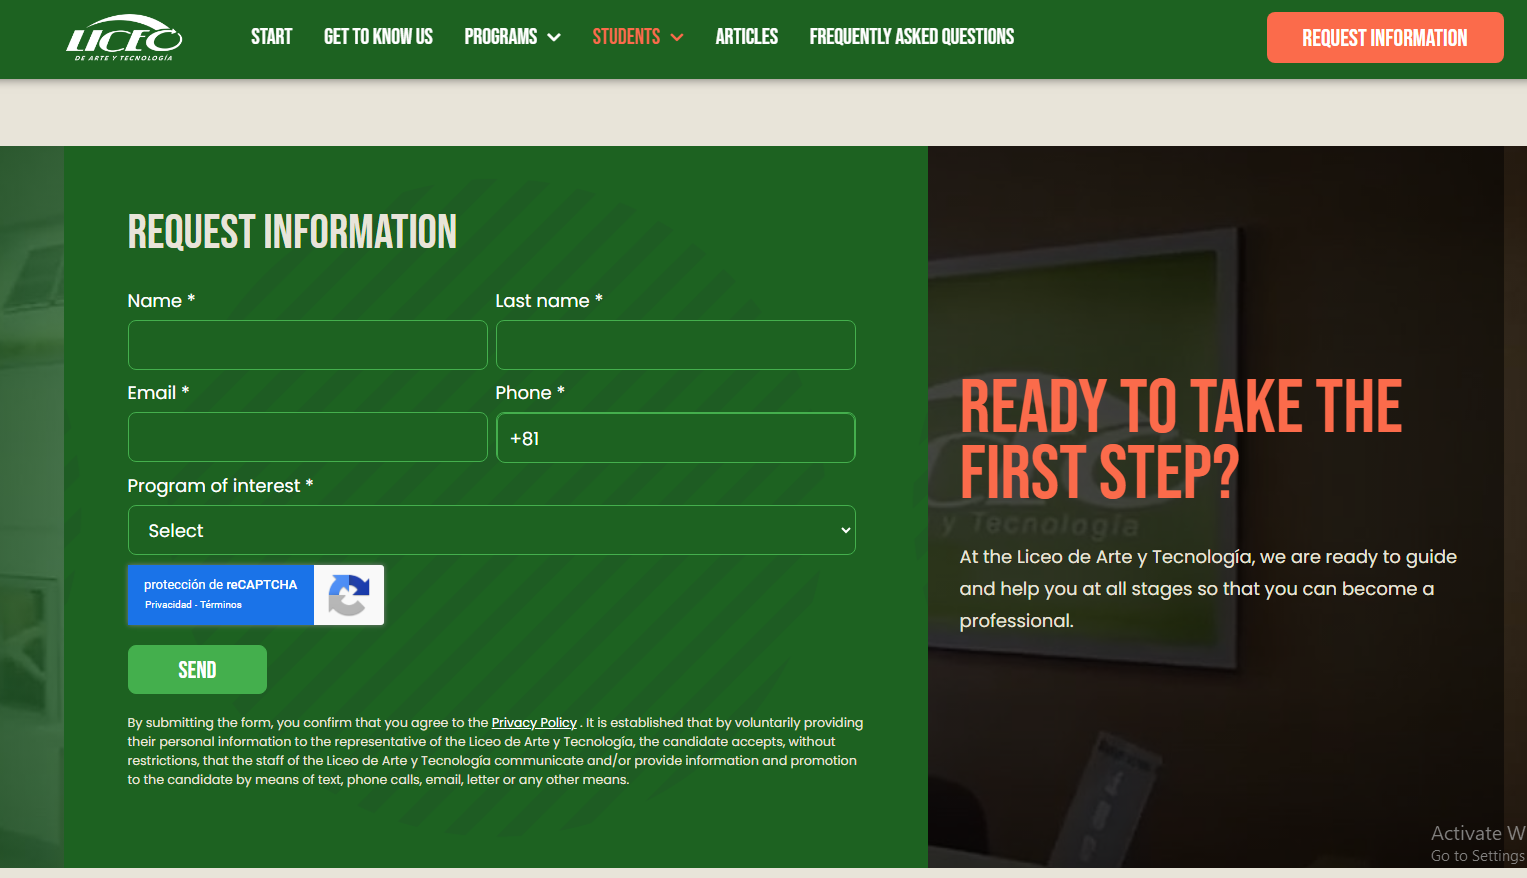 LICEO
DE ARTE Y TECNOLOGÍA
START
GET TO KNOW US
PROGRAMS
STUDENTS
ARTICLES
FREQUENTLY ASKED QUESTIONS
REQUEST INFORMATION
REQUEST INFORMATION
Name *
Last name *
Email *
Phone *
+81
Program of interest *
Select
protección de reCAPTCHA
Privacidad - Términos
SEND
By submitting the form, you confirm that you agree to the Privacy Policy . It is established that by voluntarily providing
their personal information to the representative of the Liceo de Arte y Tecnología, the candidate accepts, without
restrictions, that the staff of the Liceo de Arte y Tecnología communicate and/or provide information and promotion
to the candidate by means of text, phone calls, email, letter or any other means.
READY TO TAKE THE
FIRST STEP?
y Tecnología
At the Liceo de Arte y Tecnología, we are ready to guide
and help you at all stages so that you can become a
professional.
Activate W
Go to Settings